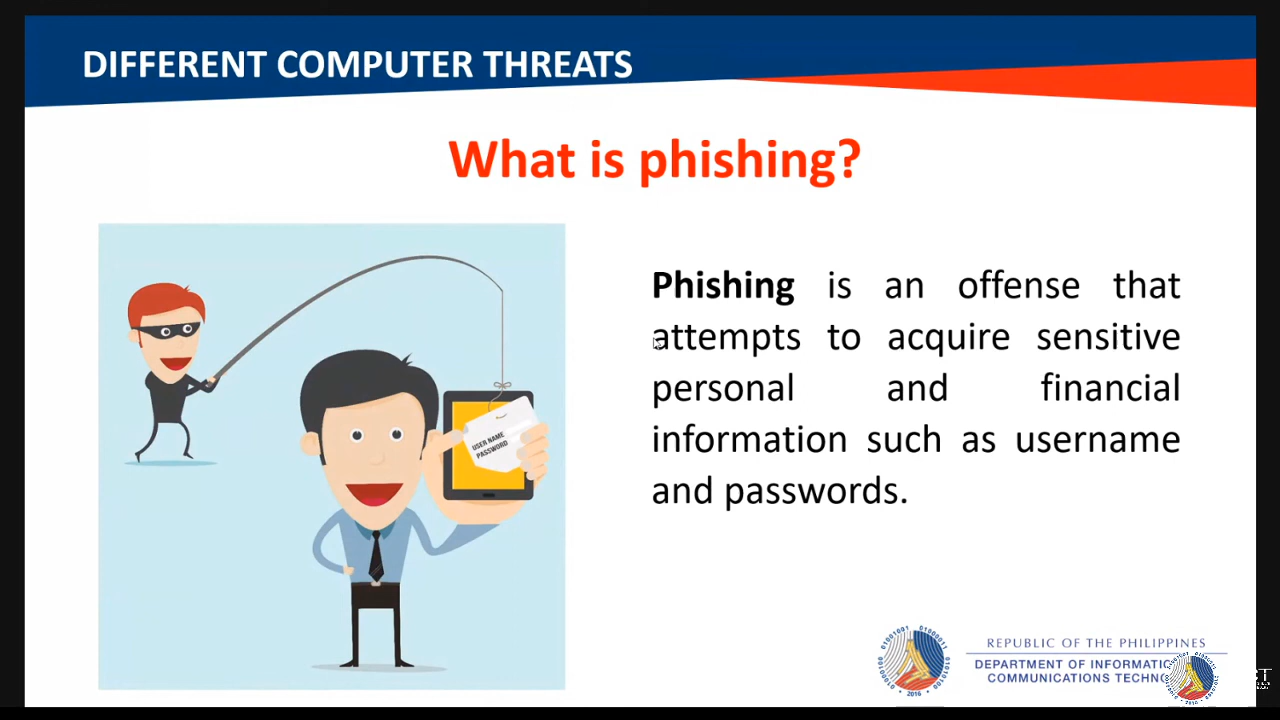 DIFFERENT COMPUTER THREATS
What is phishing?
Phishing is an offense that
attempts to acquire sensitive
personal and financial
information such as username
and passwords.
USER NAME
PASSWORD
REPUBLIC OF THE PHILIPPINES
DEPARTMENT OF INFORMATIC
COMMUNICATIONS TECHNO
2016